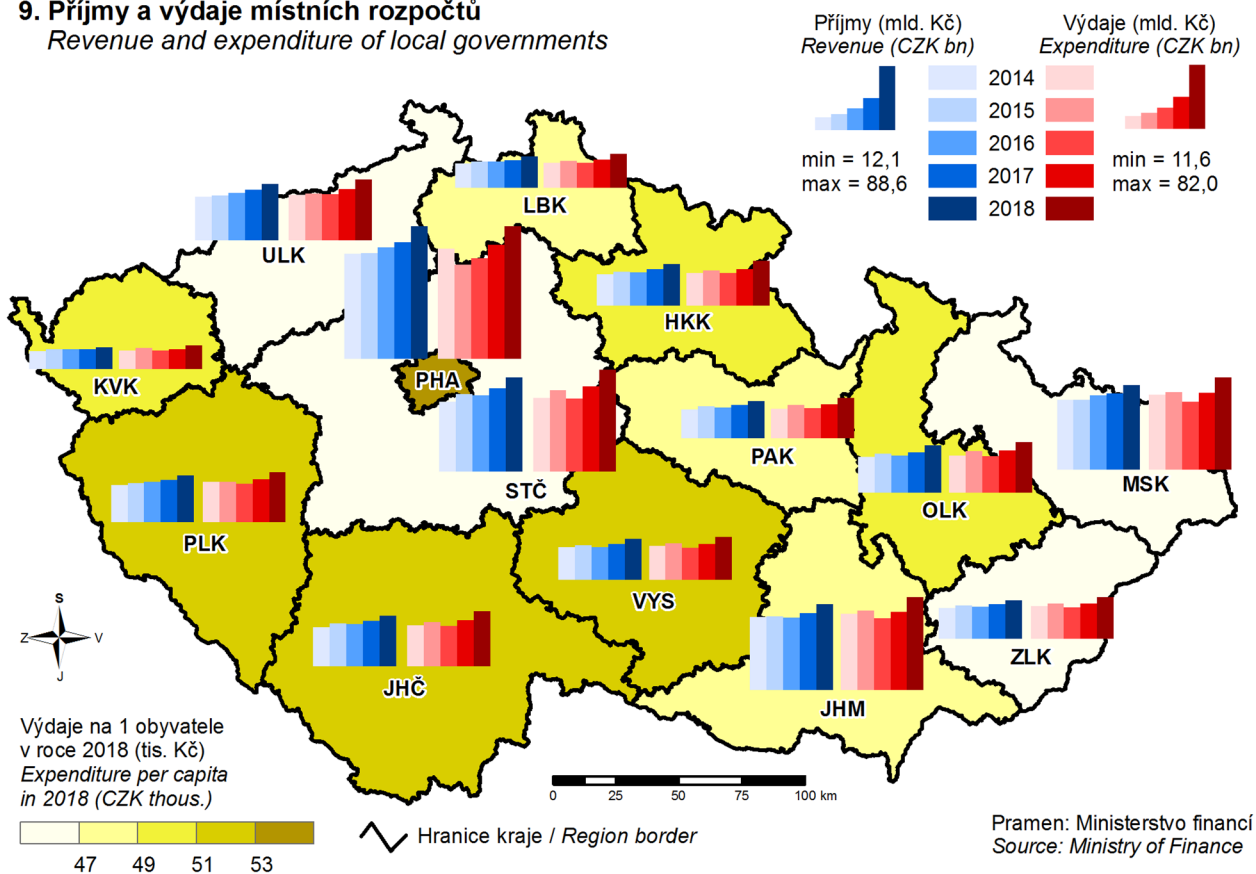 9. Příjmy a výdaje místních rozpočtů
Revenue and expenditure of local governments
Příjmy (mld. Kč)
Revenue (CZK bn)
Výdaje (mld. Kč)
Expenditure (CZK bn)
2014
2015
2016
2017
2018
min = 12,1
max = 88,6
min = 11,6
max = 82,0
LBK
ULK
HKK
KVK
PHA
PAK
STČ
MSK
OLK
PLK
VYS
ZLK
JHČ
JHM
S
Z
V
J
Výdaje na 1 obyvatele
v roce 2018 (tis. Kč)
Expenditure per capita
in 2018 (CZK thous.)
47 49 51 53
0 25 50 75 100 km
Hranice kraje / Region border
Pramen: Ministerstvo financí
Source: Ministry of Finance